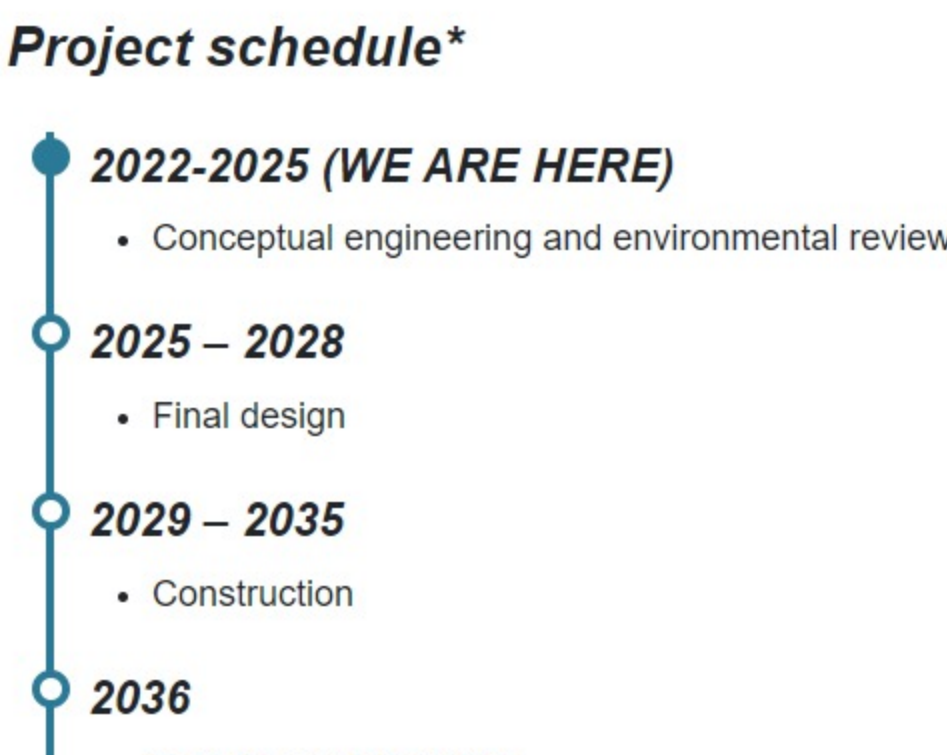 Project schedule*
2022-2025 (WE ARE HERE)
• Conceptual engineering and environmental review
2025 – 2028
• Final design
2029 – 2035
• Construction
2036